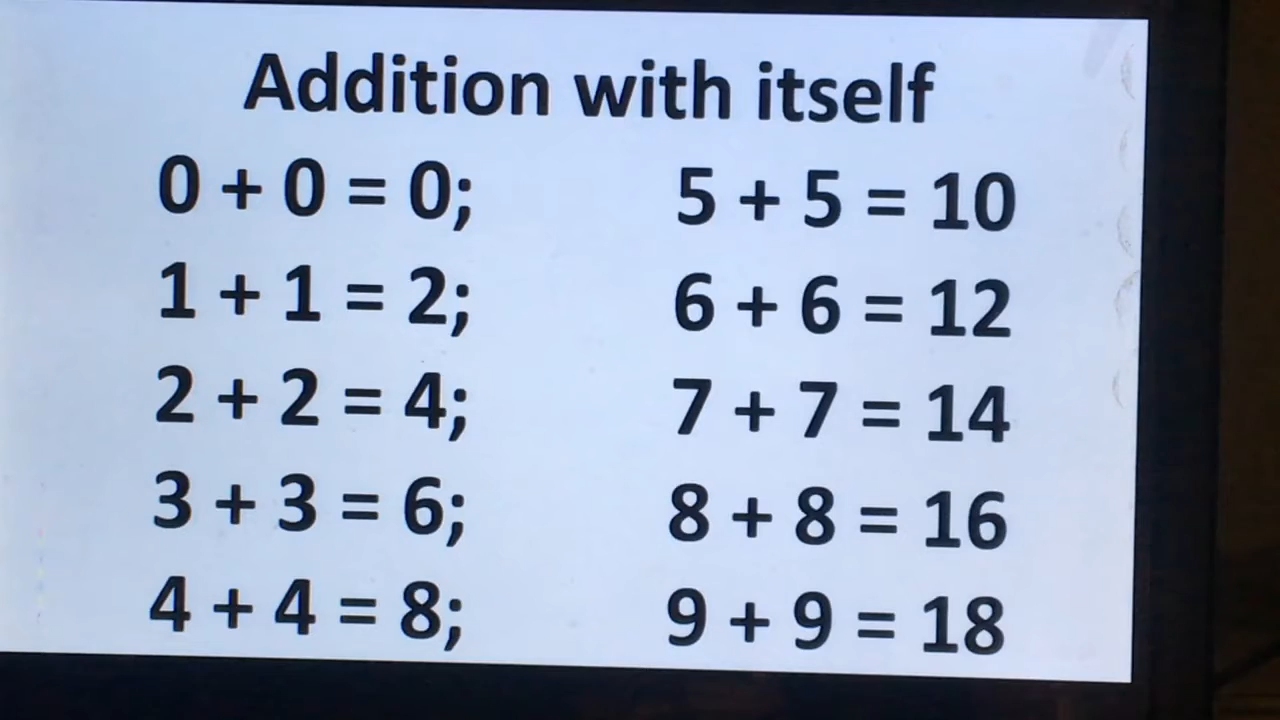 Addition with itself
0 + 0 = 0; 5 + 5 = 10
1 + 1 = 2; 6 + 6 = 12
2 + 2 = 4; 7 + 7 = 14
3 + 3 = 6; 8 + 8 = 16
4 + 4 = 8; 9 + 9 = 18